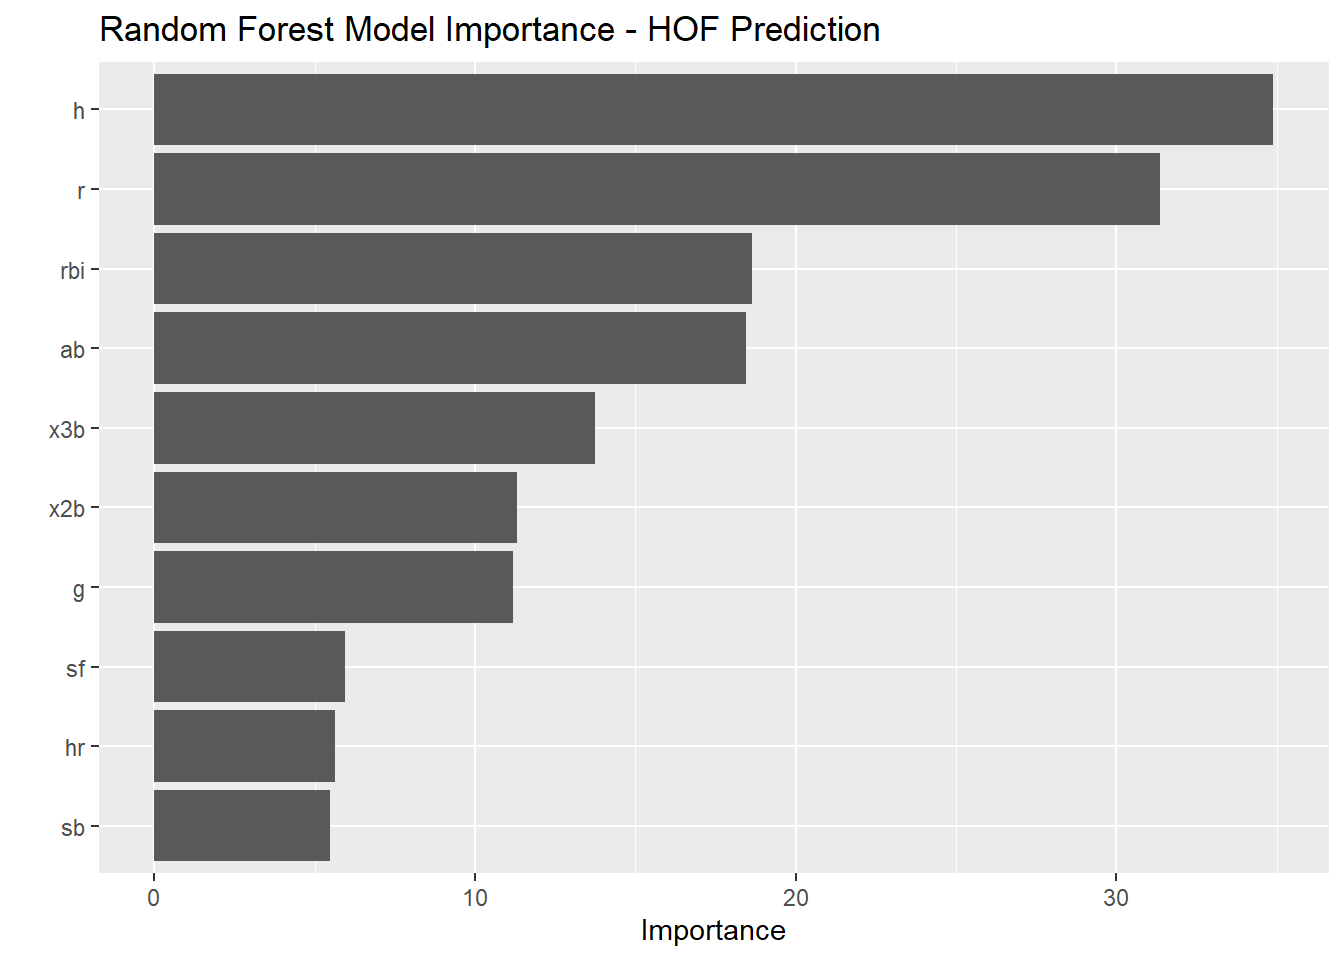 Random Forest Model Importance - HOF Prediction
h
r
rbi
ab
x3b
x2b
g
sf
hr
sb
0 10 20 30
Importance